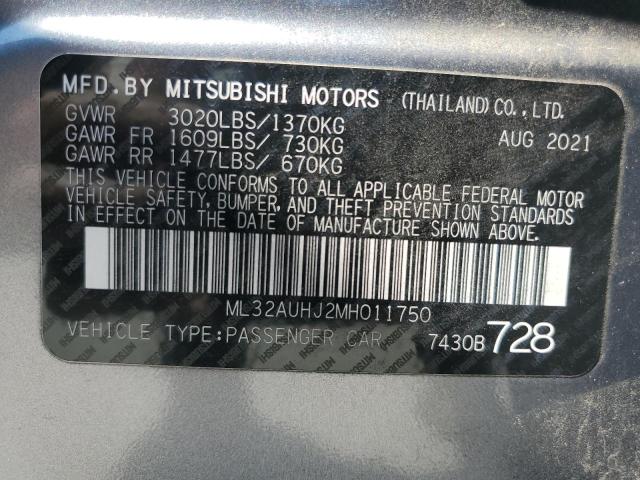 MFD.BY MITSUBISHI MOTORS (THAILAND)CO.,LTD.
GVWR 3020LBS/1370KG AUG 2021
GAWR FR 1609LBS/ 730KG
GAWR RR 1477LBS/ 670KG
THIS VEHICLE CONFORMS TO ALL APPLICABLE FEDERAL MOTOR
VEHICLE SAFETY, BUMPER, AND THEFT PREVENTION STANDARDS
IN EFFECT ON THE DATE OF MANUFACTURE SHOWN ABOVE.
ML32AUHJ2MH011750
VEHICLE TYPE:PASSENGER CAR 7430B 728